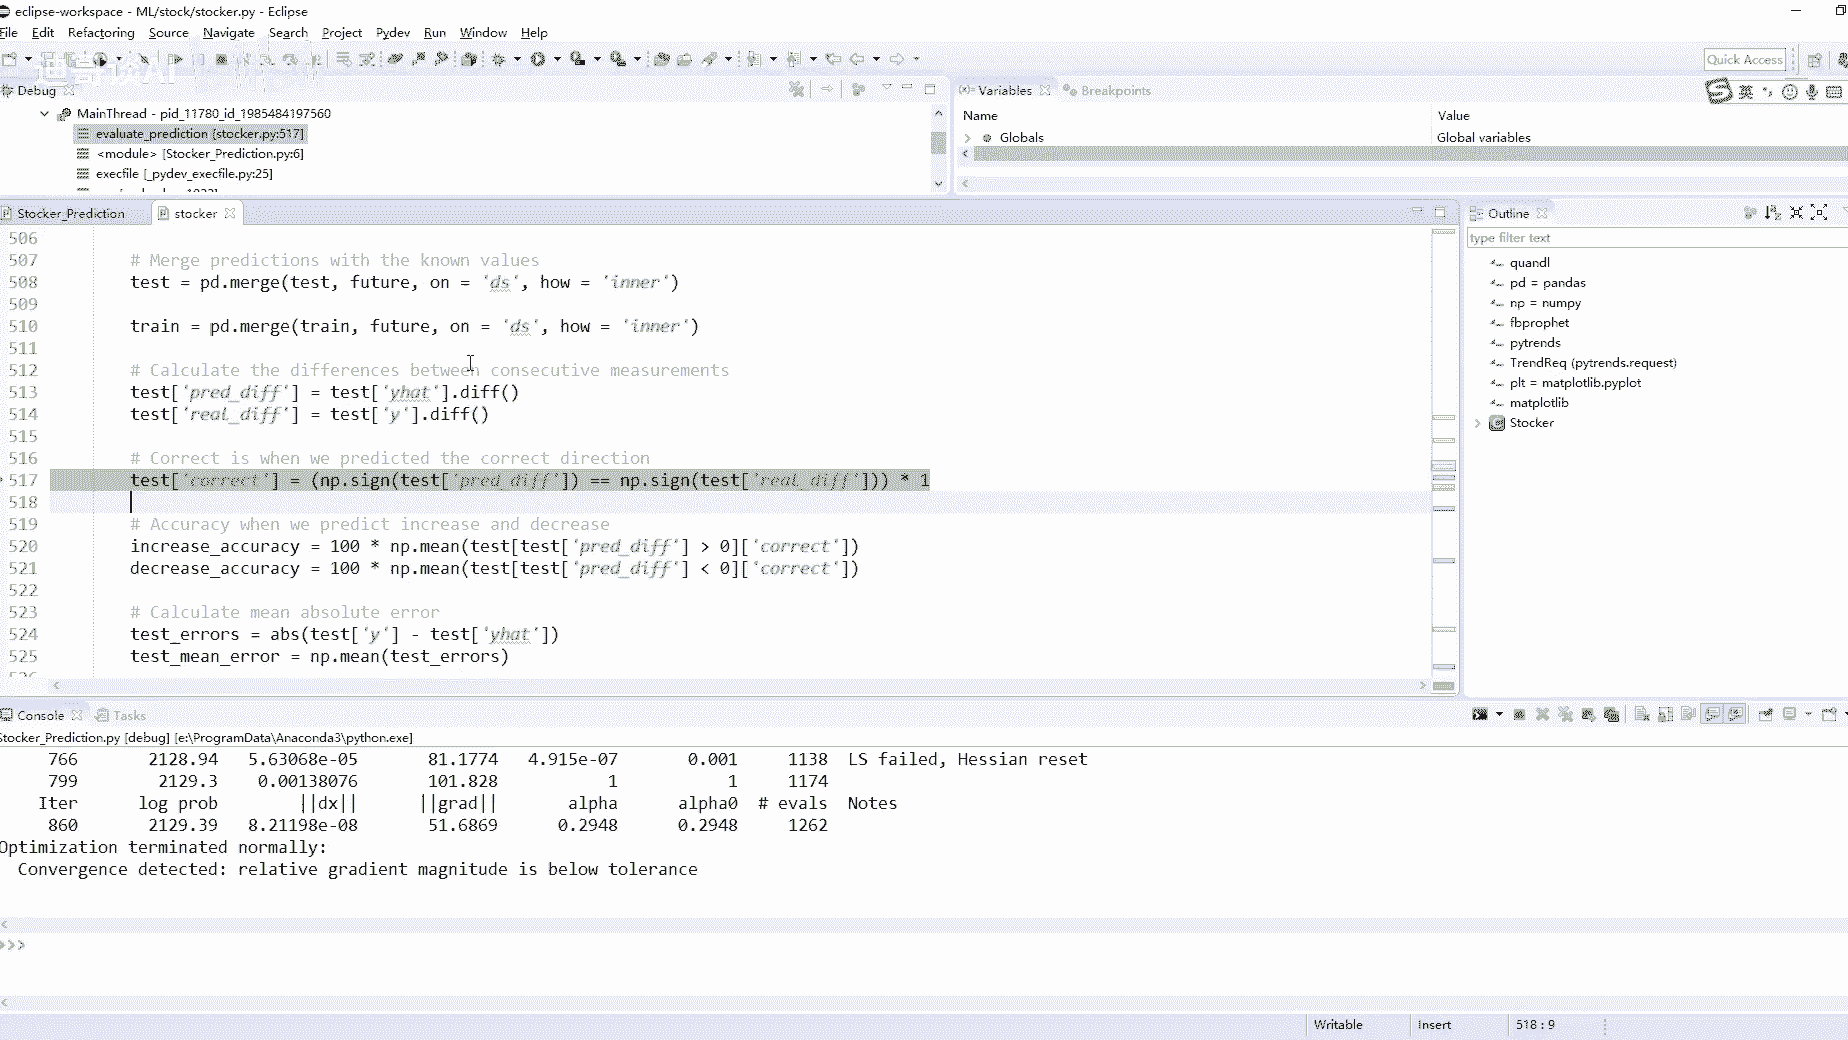 eclipse-workspace - ML/stock/stocker.py - Eclipse
File Edit Refactoring Source Navigate Search Project Pydev Run Window Help
Quick Access
Debug
MainThread - pid_11780_id_1985484197560
evaluate_prediction [stocker.py:517]
<module> [Stocker_Prediction.py:6]
execfile [_pydev_execfile.py:25]
Variables Breakpoints
英
Name Value
Globals Global variables
Stocker_Prediction stocker
506
507 # Merge predictions with the known values
508 test = pd.merge(test, future, on = 'ds', how = 'inner')
509
510 train = pd.merge(train, future, on = 'ds', how = 'inner')
511
512 # Calculate the differences between consecutive measurements
513 test['pred_diff'] = test['yhat'].diff()
514 test['real_diff'] = test['y'].diff()
515
516 # Correct is when we predicted the correct direction
517 test['correct'] = (np.sign(test['pred_diff']) == np.sign(test['real_diff'])) * 1
518
519 # Accuracy when we predict increase and decrease
520 increase_accuracy = 100 * np.mean(test[test['pred_diff'] > 0]['correct'])
521 decrease_accuracy = 100 * np.mean(test[test['pred_diff'] < 0]['correct'])
522
523 # Calculate mean absolute error
524 test_errors = abs(test['y'] - test['yhat'])
525 test_mean_error = np.mean(test_errors)
Outline
type filter text
quandl
pd = pandas
np = numpy
fbprophet
pytrends
TrendReq (pytrends.request)
plt = matplotlib.pyplot
matplotlib
Stocker
Console Tasks
Stocker_Prediction.py [debug] [e:\ProgramData\Anaconda3\python.exe]
766 2128.94 5.63068e-05 81.1774 4.915e-07 0.001 1138 LS failed, Hessian reset
799 2129.3 0.00138076 101.828 1 1 1174
Iter log prob ||dx|| ||grad|| alpha alpha0 # evals Notes
860 2129.39 8.21198e-08 51.6869 0.2948 0.2948 1262
Optimization terminated normally:
Convergence detected: relative gradient magnitude is below tolerance
>>>
Writable Insert 518 : 9